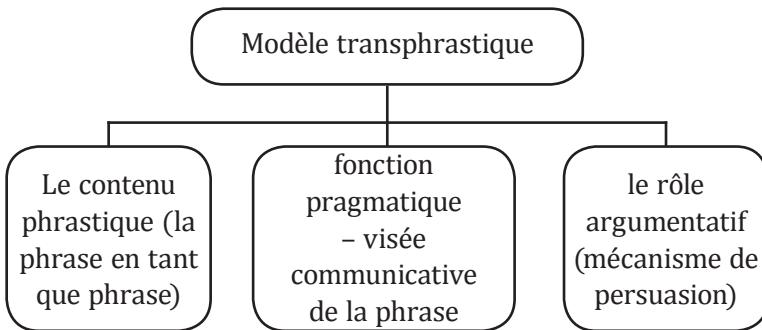 Modèle transphrastique
Le contenu
phrastique (la
phrase en tant
que phrase)
fonction
pragmatique
– visée
communicative
de la phrase
le rôle
argumentatif
(mécanisme de
persuasion)